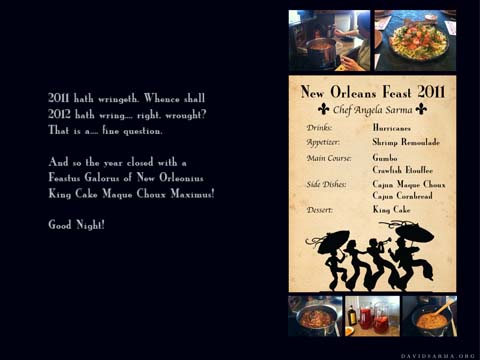 2011 hath wringeth. Whence shall
2012 hath wring.... right. wrought?
That is a.... fine question.
And so the year closed with a
Feastus Galorus of New Orleonius
King Cake Maque Choux Maximus!
Good Night!
New Orleans Feast 2011
Chef Angela Sarma
Drinks: Hurricanes
Appetizer: Shrimp Remoulade
Main Course: Gumbo
Crawfish Etouffee
Side Dishes: Cajun Maque Choux
Cajun Cornbread
Dessert: King Cake
DAVIDSARMA.ORG